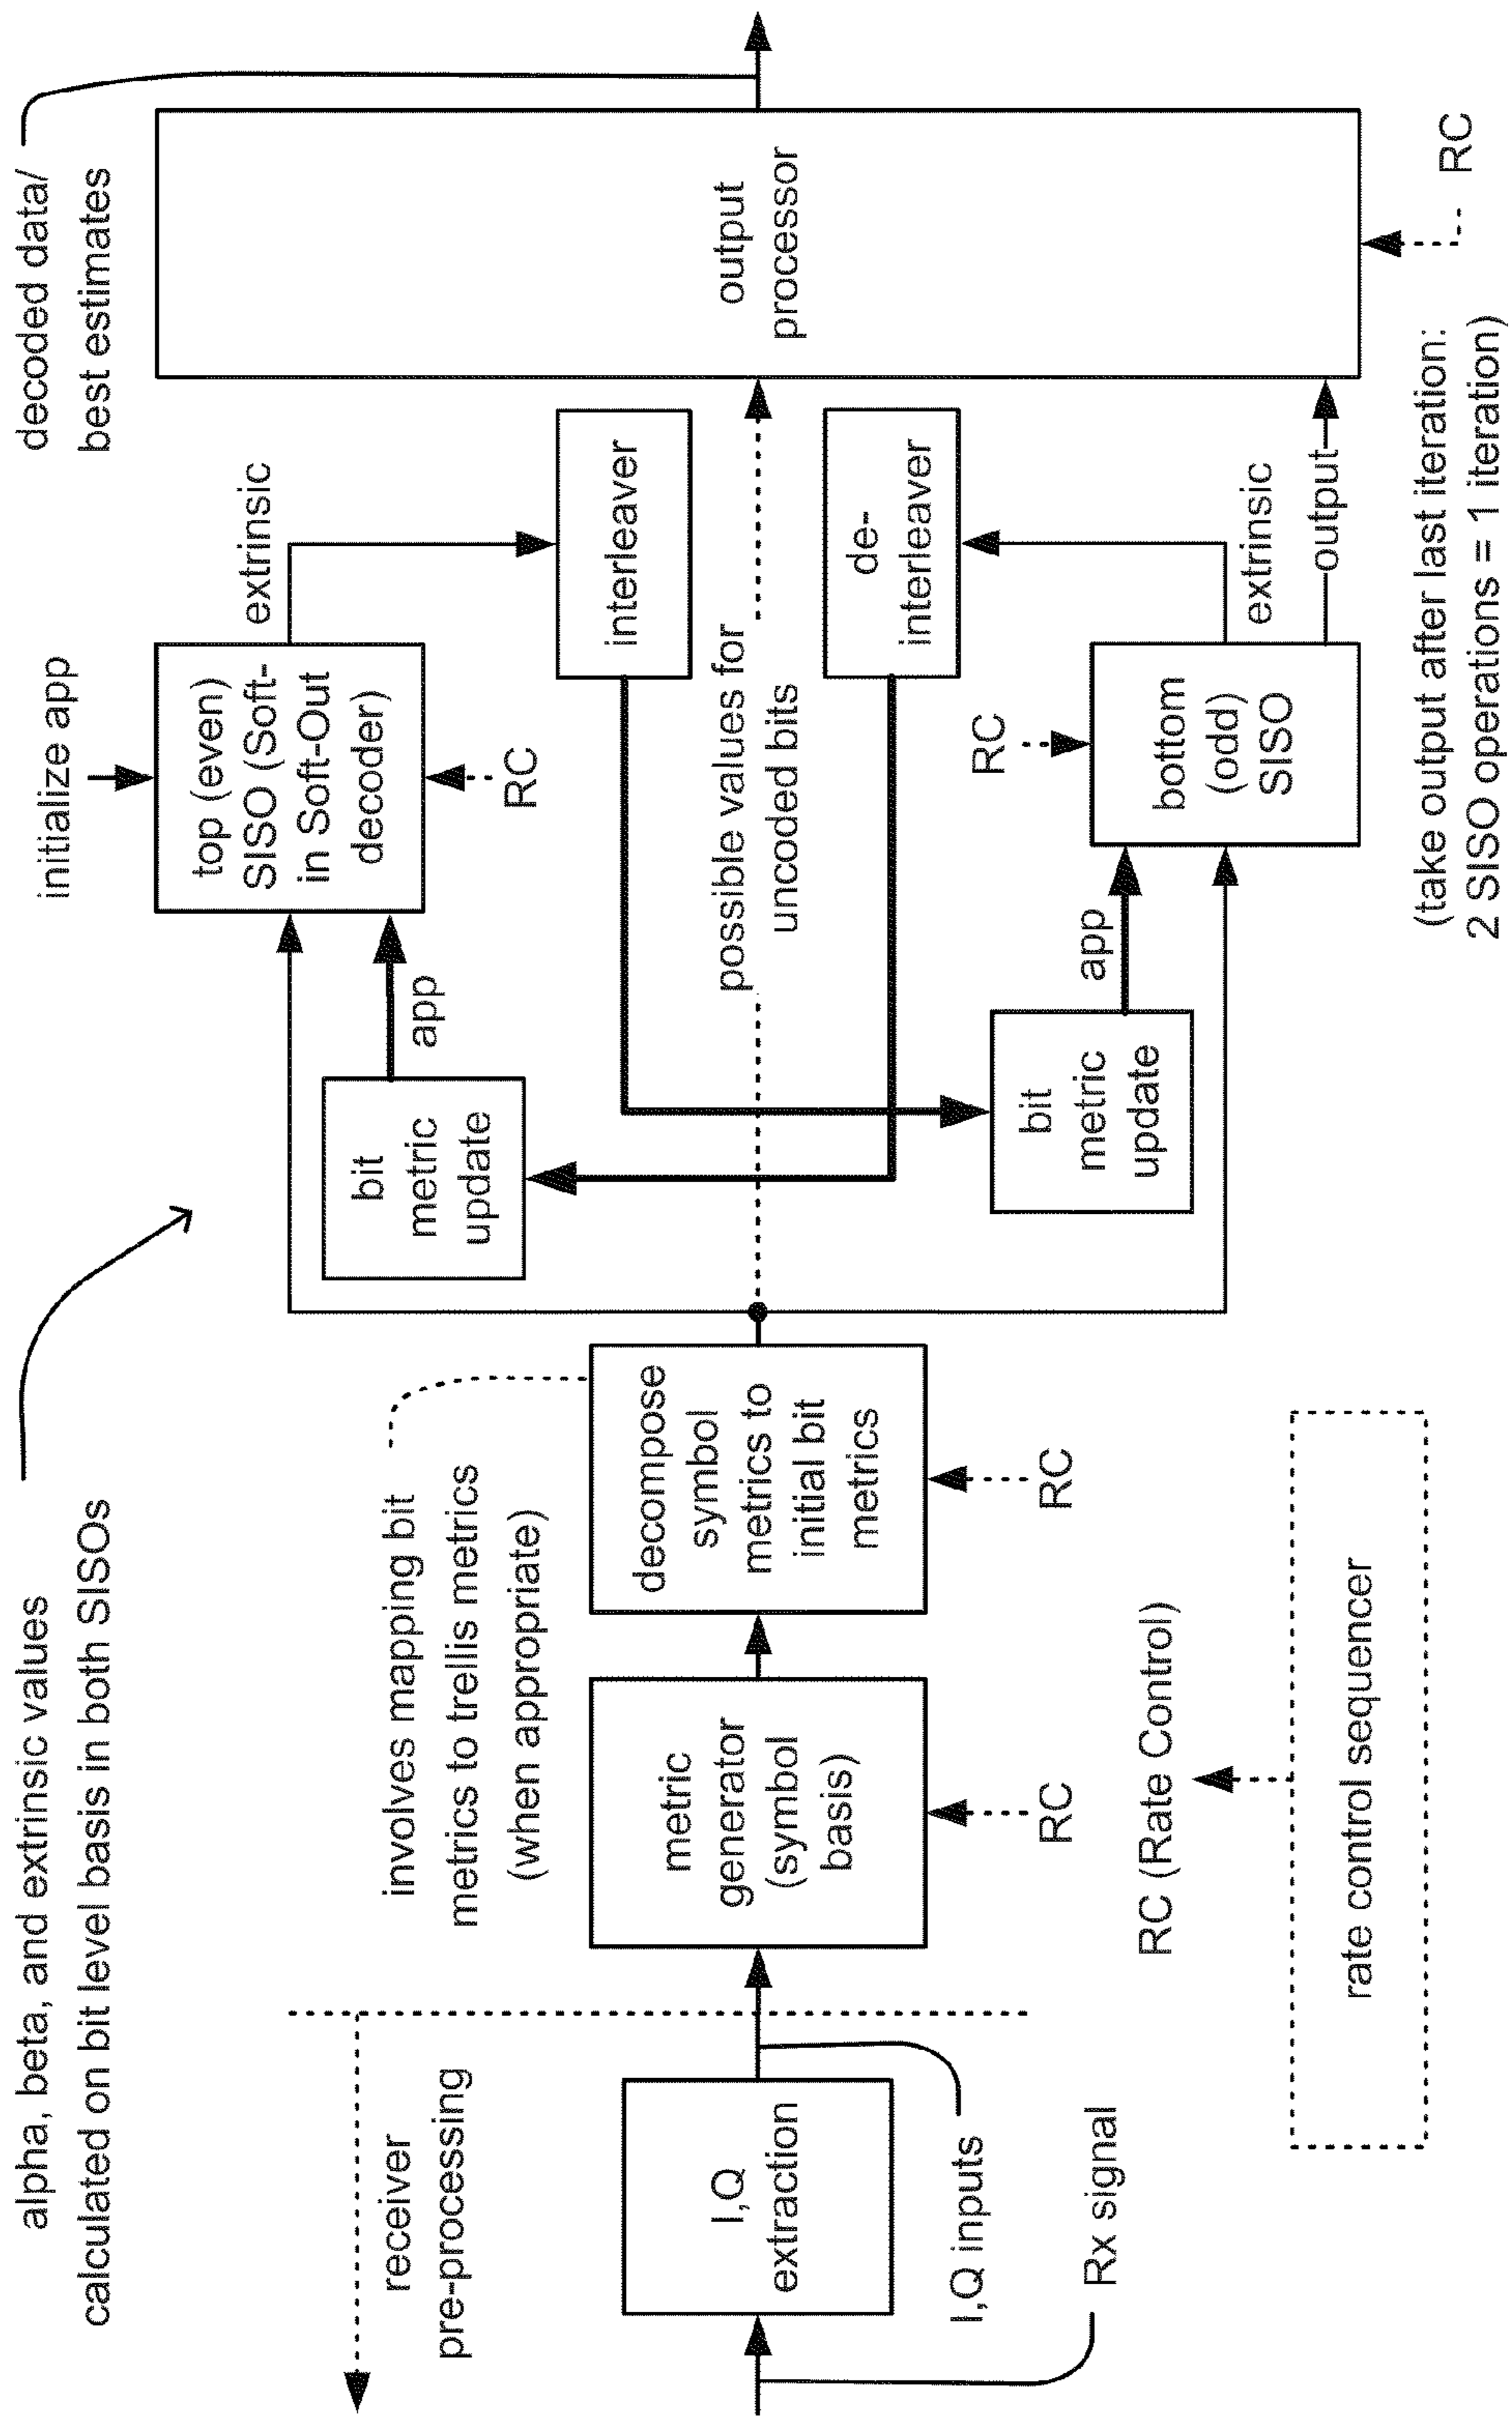 alpha, beta, and extrinsic values
calculated on bit level basis in both SISOs
decoded data/
best estimates
initialize app
receiver
pre-processing
I,Q
extraction
I,Q inputs
Rx signal
metric
generator
(symbol
basis)
RC
involves mapping bit
metrics to trellis metrics
(when appropriate)
decompose
symbol
metrics to
initial bit
metrics
RC
RC (Rate Control)
rate control sequencer
bit
metric
update
app
top (even)
SISO (Soft-
in Soft-Out
decoder)
RC
extrinsic
interleaver
possible values for
uncoded bits
de-
interleaver
bit
metric
update
app
RC
bottom
(odd)
SISO
extrinsic
output
(take output after last iteration:
2 SISO operations = 1 iteration)
output
processor
RC